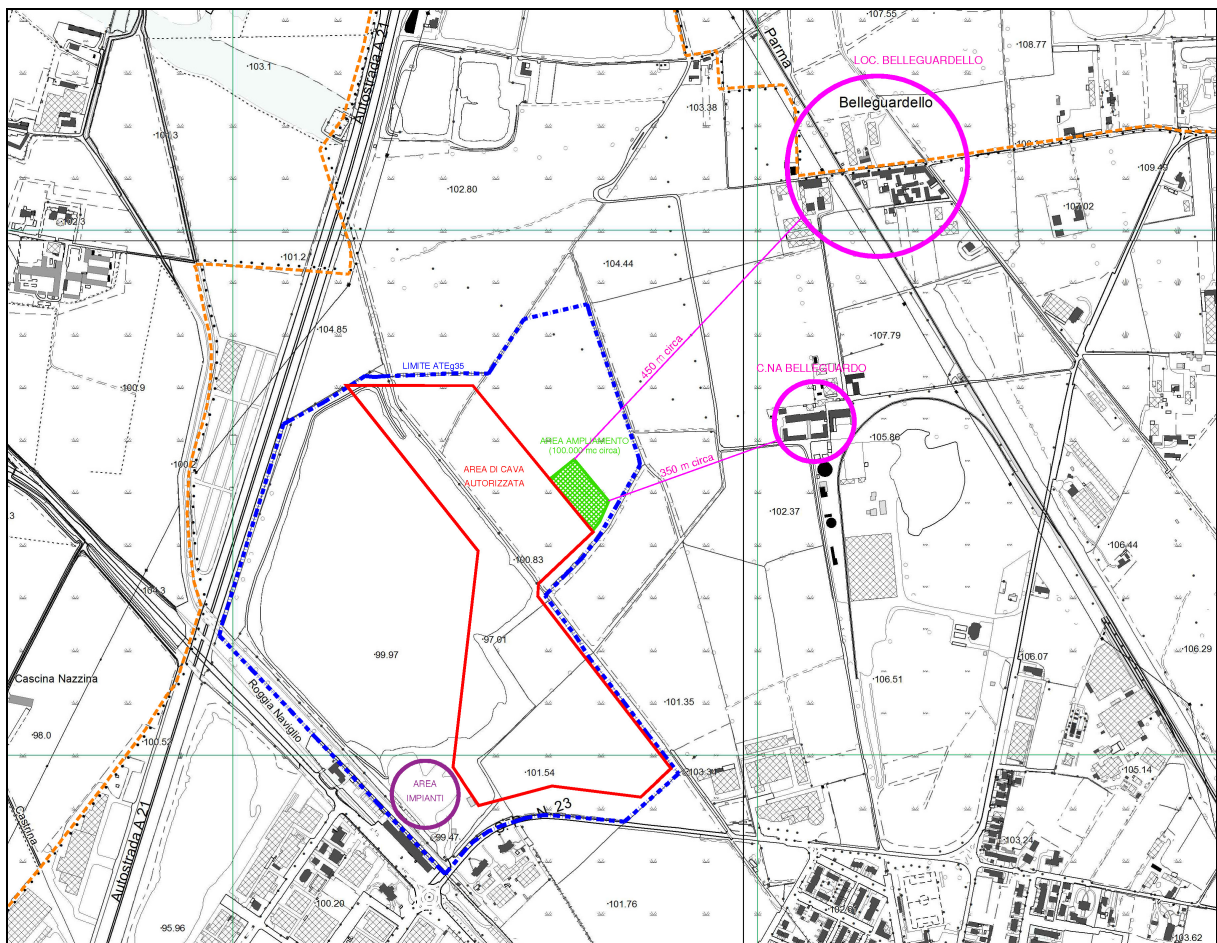 107.55
108.77
103.1
Autostrada A 21
Parma
LOC. BELLEGUARDELLO
Belleguardello
103.38
102.80
109.49
107.02
101.2
104.44
104.85
107.79
LIMITE ATEg35
450 m circa
C.NA BELLEGUARDO
100.9
AREA AMPLIAMENTO
(100.000 mc circa)
105.86
350 m circa
AREA DI CAVA
AUTORIZZATA
100.2
102.37
100.83
106.44
97.01
99.97
106.07
106.29
Cascina Nazzina
Roggia Naviglio
106.51
101.35
98.0
100.52
101.54
105.14
AREA
IMPIANTI
N. 23
99.47
103.24
Castrina
Autostrada A 21
100.20
101.76
95.96
103.62